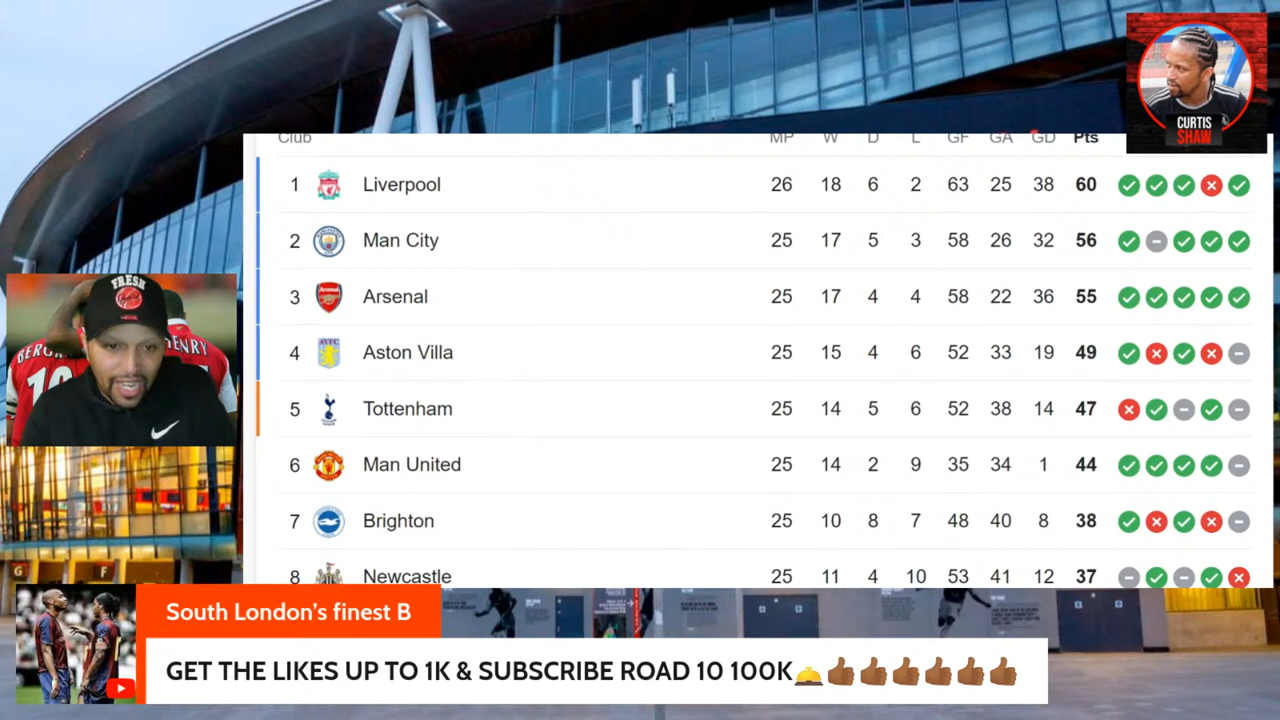 CURTIS
SHAW
Club MP W D L GF GA GD Pts
1 Liverpool 26 18 6 2 63 25 38 60
2 Man City 25 17 5 3 58 26 32 56
3 Arsenal 25 17 4 4 58 22 36 55
4 Aston Villa 25 15 4 6 52 33 19 49
5 Tottenham 25 14 5 6 52 38 14 47
6 Man United 25 14 2 9 35 34 1 44
7 Brighton 25 10 8 7 48 40 8 38
8 Newcastle 25 11 4 10 53 41 12 37
FRESH
HENRY
10
G F
South London's finest B
GET THE LIKES UP TO 1K & SUBSCRIBE ROAD 10 100K🛎️👍🏾👍🏾👍🏾👍🏾👍🏾👍🏾